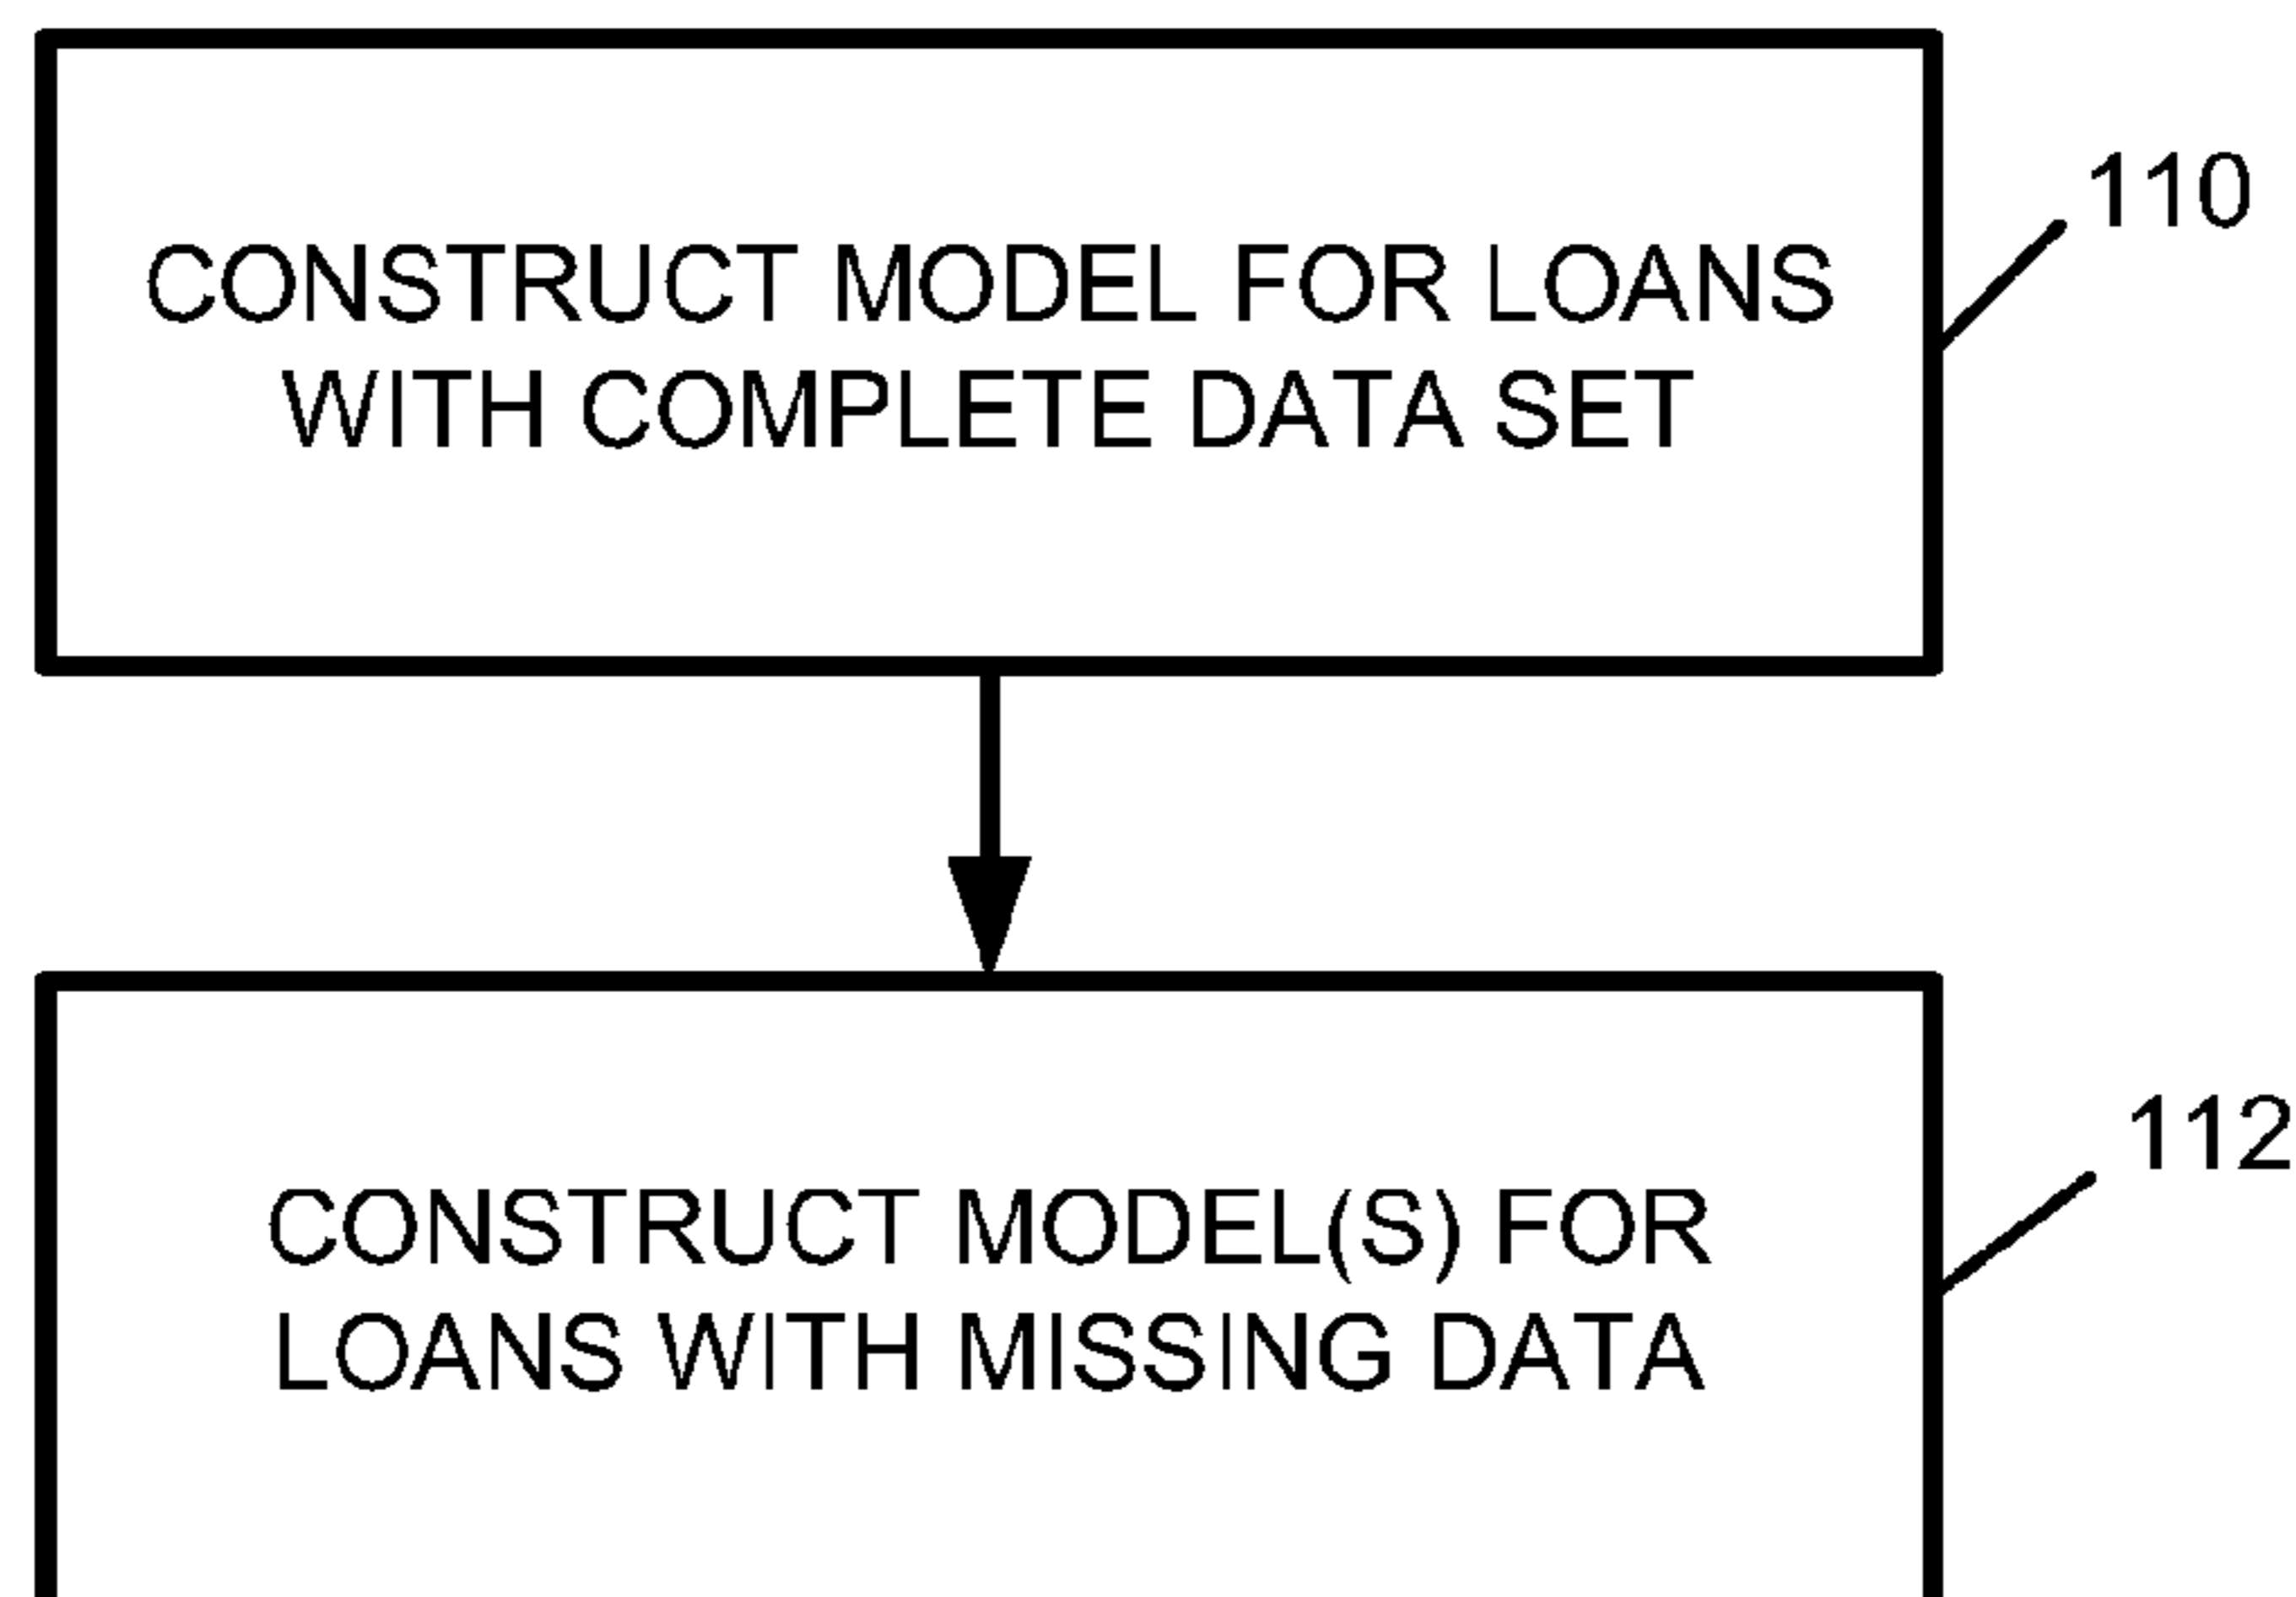 110
CONSTRUCT MODEL FOR LOANS
WITH COMPLETE DATA SET
112
CONSTRUCT MODEL(S) FOR
LOANS WITH MISSING DATA